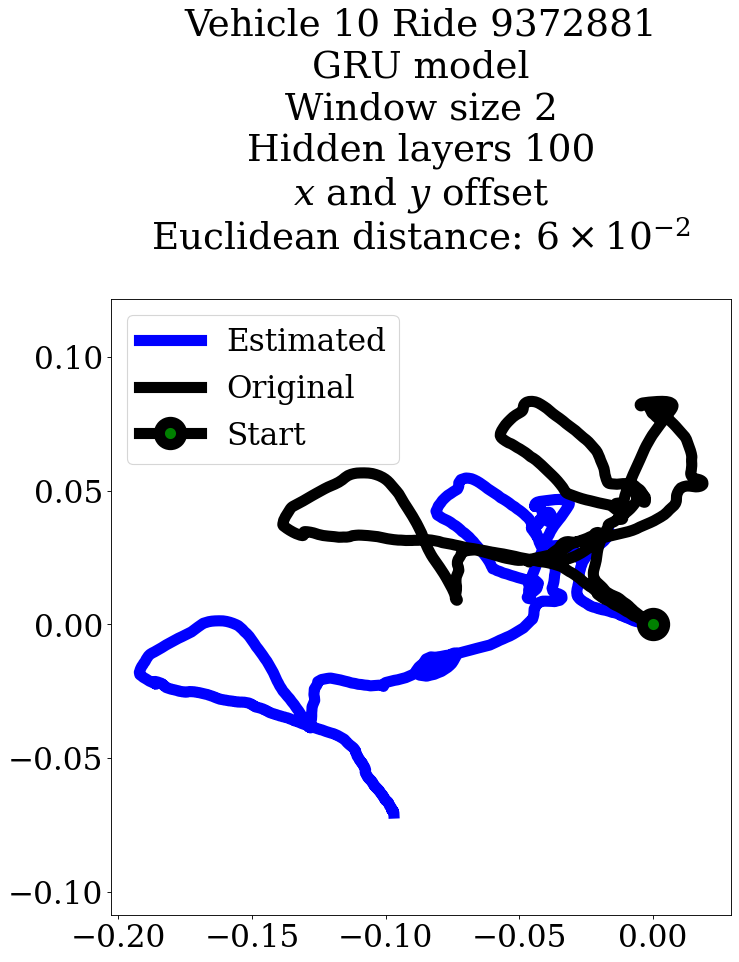 Vehicle 10 Ride 9372881
GRU model
Window size 2
Hidden layers 100
x and y offset
Euclidean distance: 6 × 10⁻²
Estimated
Original
Start
0.10
0.05
0.00
−0.05
−0.10
−0.20 −0.15 −0.10 −0.05 0.00